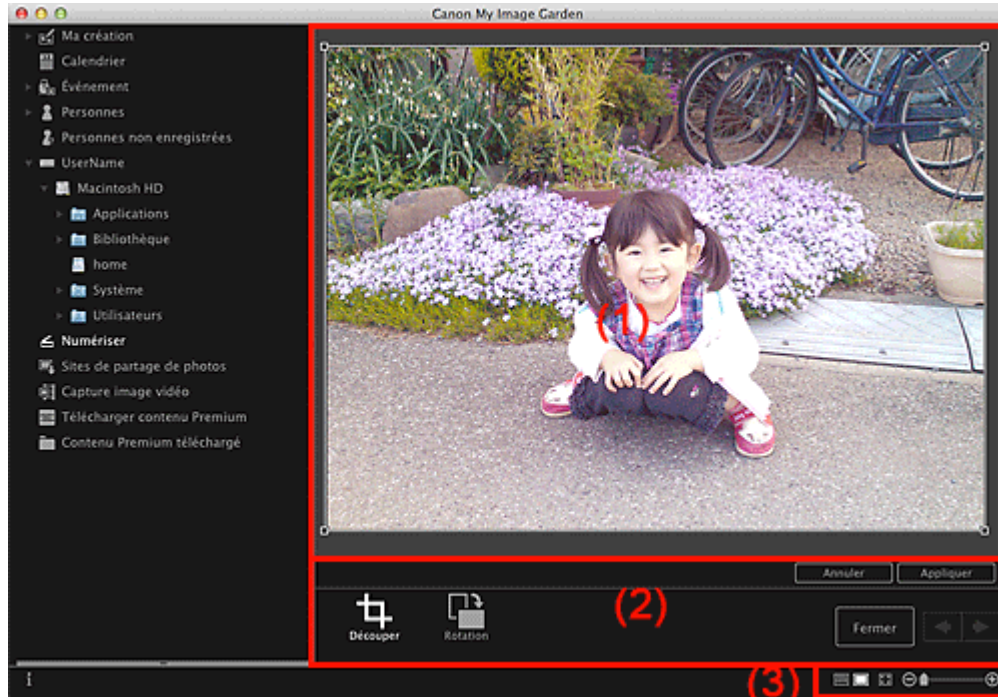 Canon My Image Garden
Ma création
Calendrier
Événement
Personnes
Personnes non enregistrées
UserName
Macintosh HD
Applications
Bibliothèque
home
Système
Utilisateurs
Numériser
Sites de partage de photos
Capture image vidéo
Télécharger contenu Premium
Contenu Premium téléchargé
(1)
Annuler Appliquer
(2)
Découper Rotation
Fermer
(3)